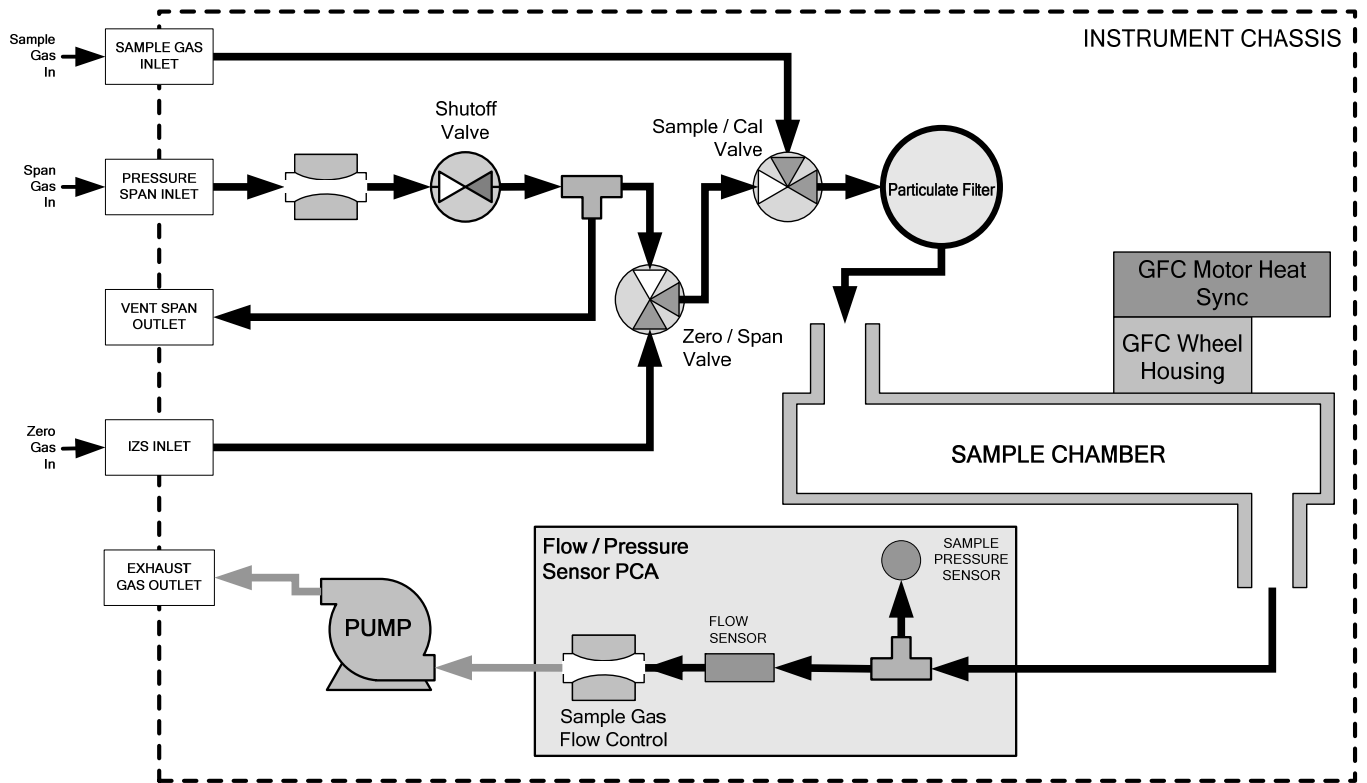 INSTRUMENT CHASSIS
Sample
Gas
In
SAMPLE GAS
INLET
Shutoff
Valve
Sample / Cal
Valve
Span
Gas
In
PRESSURE
SPAN INLET
Particulate Filter
GFC Motor Heat
Sync
VENT SPAN
OUTLET
Zero / Span
Valve
GFC Wheel
Housing
Zero
Gas
In
IZS INLET
SAMPLE CHAMBER
Flow / Pressure
Sensor PCA
SAMPLE
PRESSURE
SENSOR
EXHAUST
GAS OUTLET
PUMP
FLOW
SENSOR
Sample Gas
Flow Control